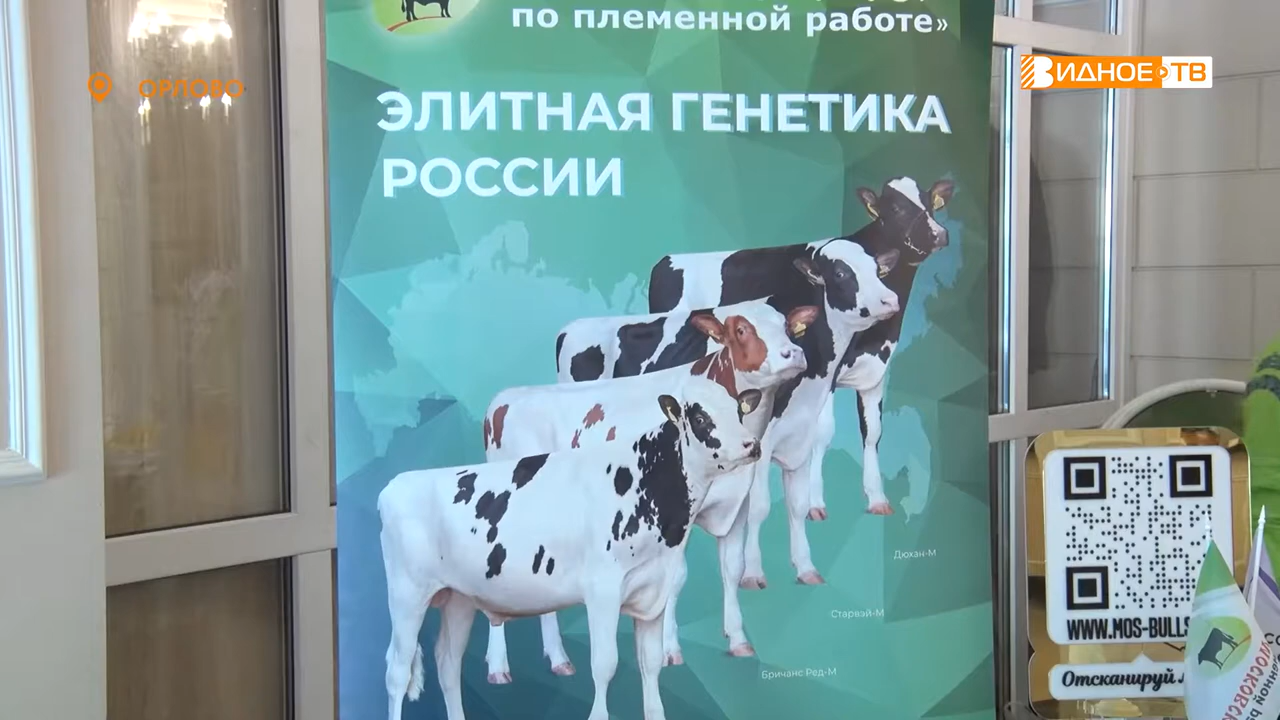 по племенной работе»
ОРЛОВО
ВИДНОЕ ТВ
ЭЛИТНАЯ ГЕНЕТИКА
РОССИИ
Дюхан-М
Старвэй-М
Бричанс Ред-М
WWW.MOS-BULLS
Отсканируй